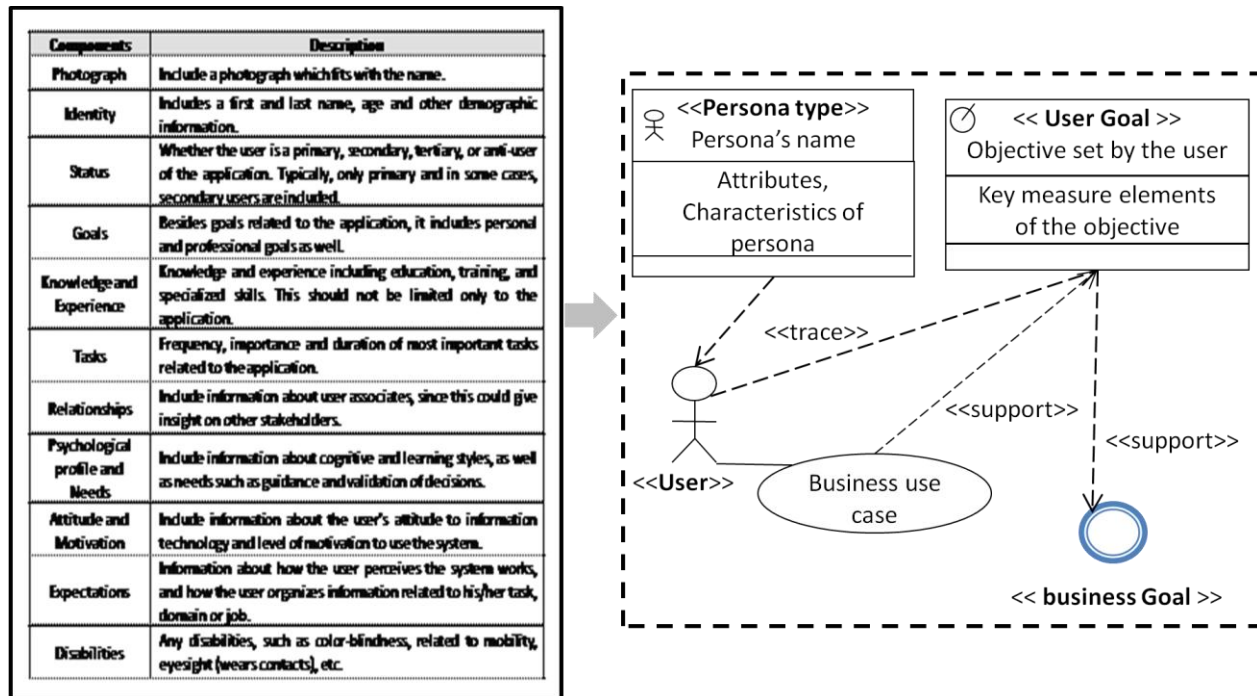 Components Description
Photograph Include a photograph which fits with the name.
Identity
Includes a first and last name, age and other demographic
information.
Status
Whether the user is a primary, secondary, tertiary, or anti-user
of the application. Typically, only primary and in some cases,
secondary users are included.
Goals
Besides goals related to the application, it includes personal
and professional goals as well.
Knowledge and
Experience
Knowledge and experience including education, training, and
specialized skills. This should not be limited only to the
application.
Tasks
Frequency, importance and duration of most important tasks
related to the application.
Relationships
Include information about user associates, since this could give
insight on other stakeholders.
Psychological
profile and
Needs
Include information about cognitive and learning styles, as well
as needs such as guidance and validation of decisions.
Attitude and
Motivation
Include information about the user's attitude to information
technology and level of motivation to use the system.
Expectations
Information about how the user perceives the system works,
and how the user organizes information related to his/her task,
domain or job.
Disabilities
Any disabilities, such as color-blindness, related to mobility,
eyesight (wears contacts), etc.
<<Persona type>>
Persona's name
Attributes,
Characteristics of
persona
<< User Goal >>
Objective set by the user
Key measure elements
of the objective
<<trace>>
<<support>>
<<support>>
<<User>>
Business use
case
<< business Goal >>